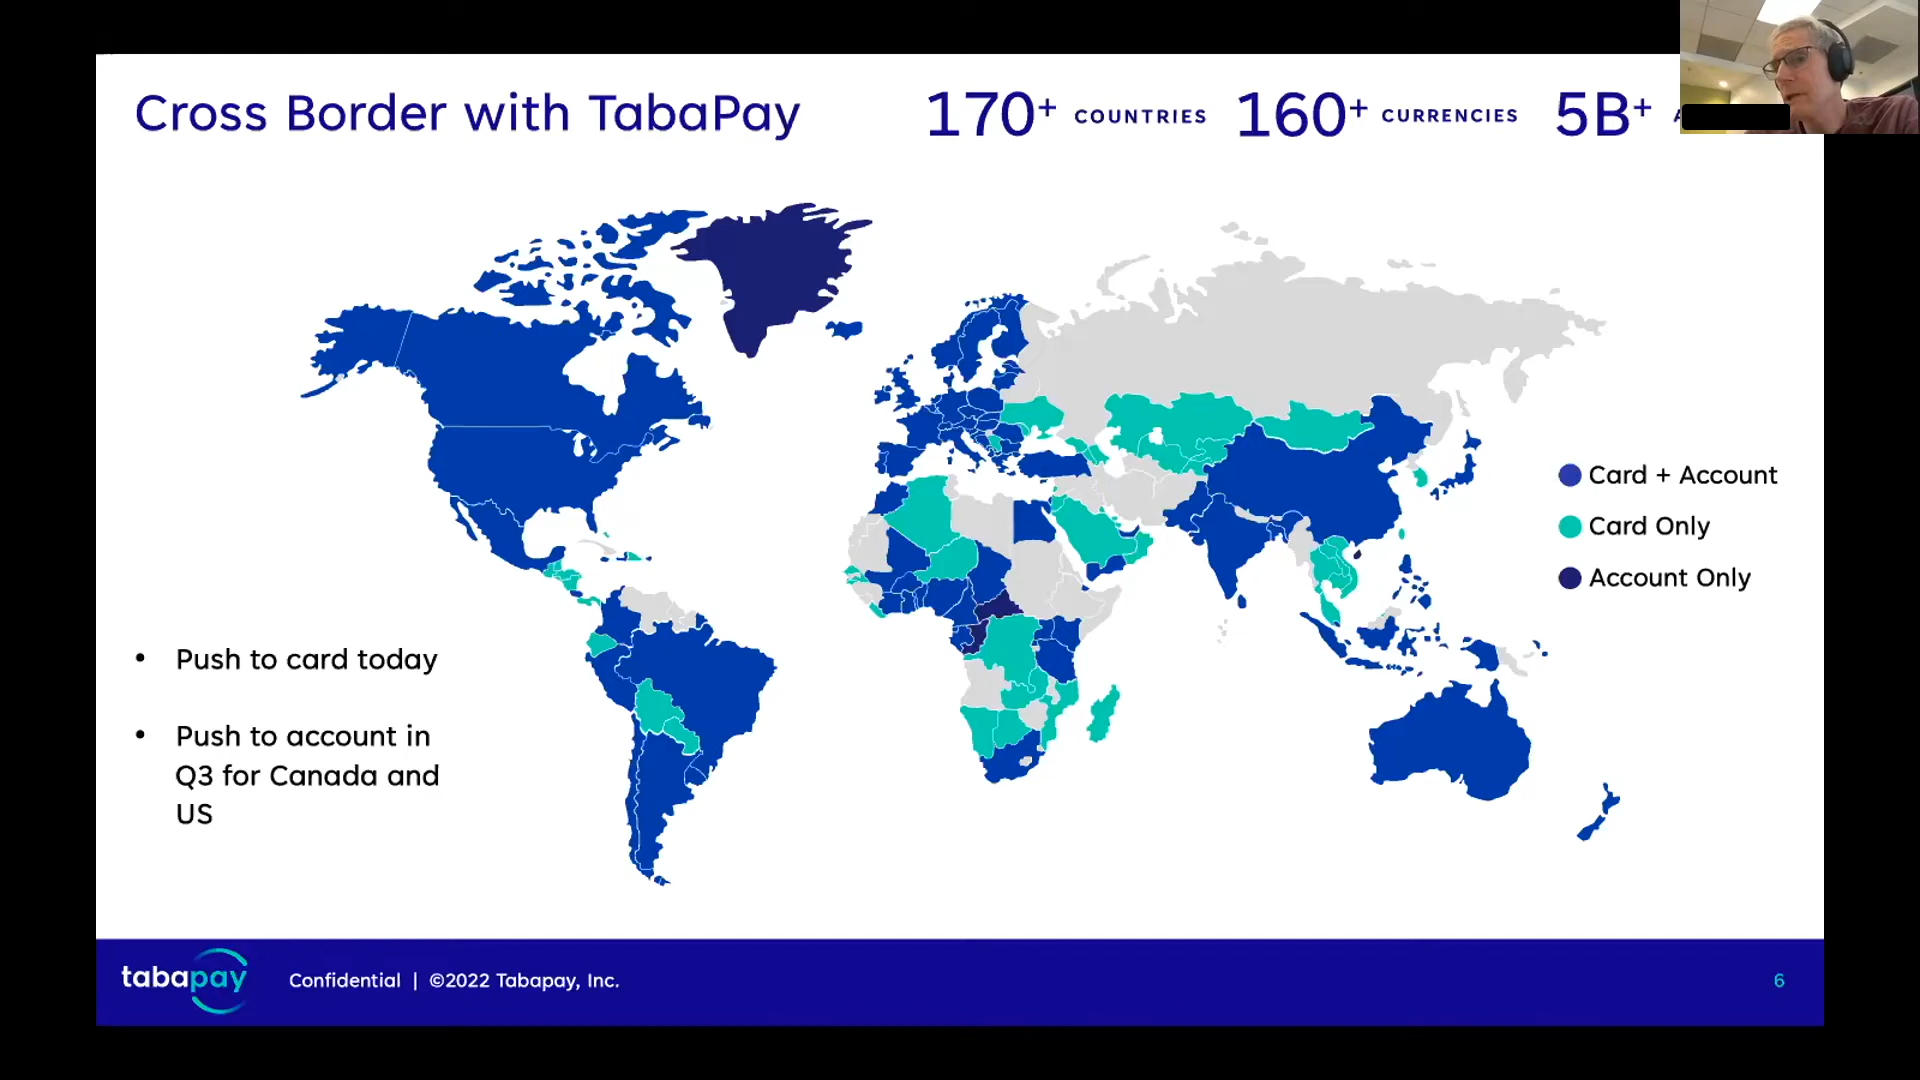 Cross Border with TabaPay
170+ COUNTRIES 160+ CURRENCIES 5B+
Card + Account
Card Only
Account Only
• Push to card today
• Push to account in
Q3 for Canada and
US
tabapay
Confidential | ©2022 Tabapay, Inc.
6